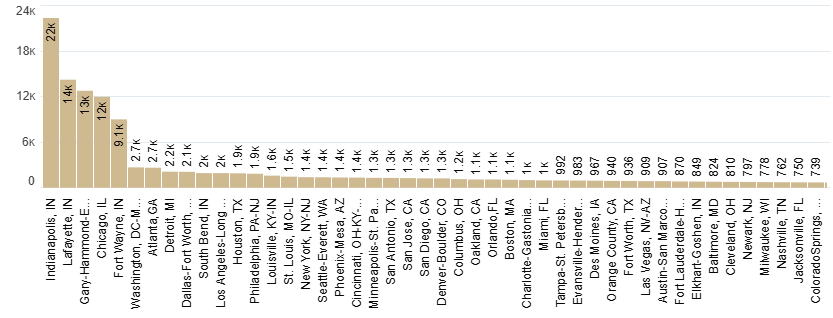 24K
18K
12K
6K
0
22K
14K
13K
12K
9.1K
2.7K
2.7K
2.2K
2.1K
2K
2K
1.9K
1.9K
1.6K
1.5K
1.4K
1.4K
1.4K
1.4K
1.3K
1.3K
1.3K
1.3K
1.3K
1.2K
1.1K
1.1K
1.1K
1K
1K
992
983
967
940
936
909
907
870
849
824
810
797
778
762
750
739
Indianapolis, IN
Lafayette, IN
Gary-Hammond-E...
Chicago, IL
Fort Wayne, IN
Washington, DC-M...
Atlanta,GA
Detroit, MI
Dallas-Fort Worth, ...
South Bend, IN
Los Angeles-Long ...
Houston, TX
Philadelphia, PA-NJ
Louisville, KY-IN
St. Louis, MO-IL
New York, NY-NJ
Seattle-Everett, WA
Phoenix-Mesa, AZ
Cincinnati, OH-KY-...
Minneapolis-St. Pa...
San Antonio, TX
San Jose, CA
San Diego, CA
Denver-Boulder, CO
Columbus, OH
Oakland, CA
Orlando,FL
Boston, MA
Charlotte-Gastonia...
Miami, FL
Tampa-St. Petersb...
Evansville-Hender...
Des Moines, IA
Orange County, CA
Fort Worth, TX
Las Vegas, NV-AZ
Austin-San Marco...
Fort Lauderdale-H...
Elkhart-Goshen, IN
Baltimore, MD
Cleveland, OH
Newark, NJ
Milwaukee, WI
Nashville, TN
Jacksonville, FL
ColoradoSprings, ...